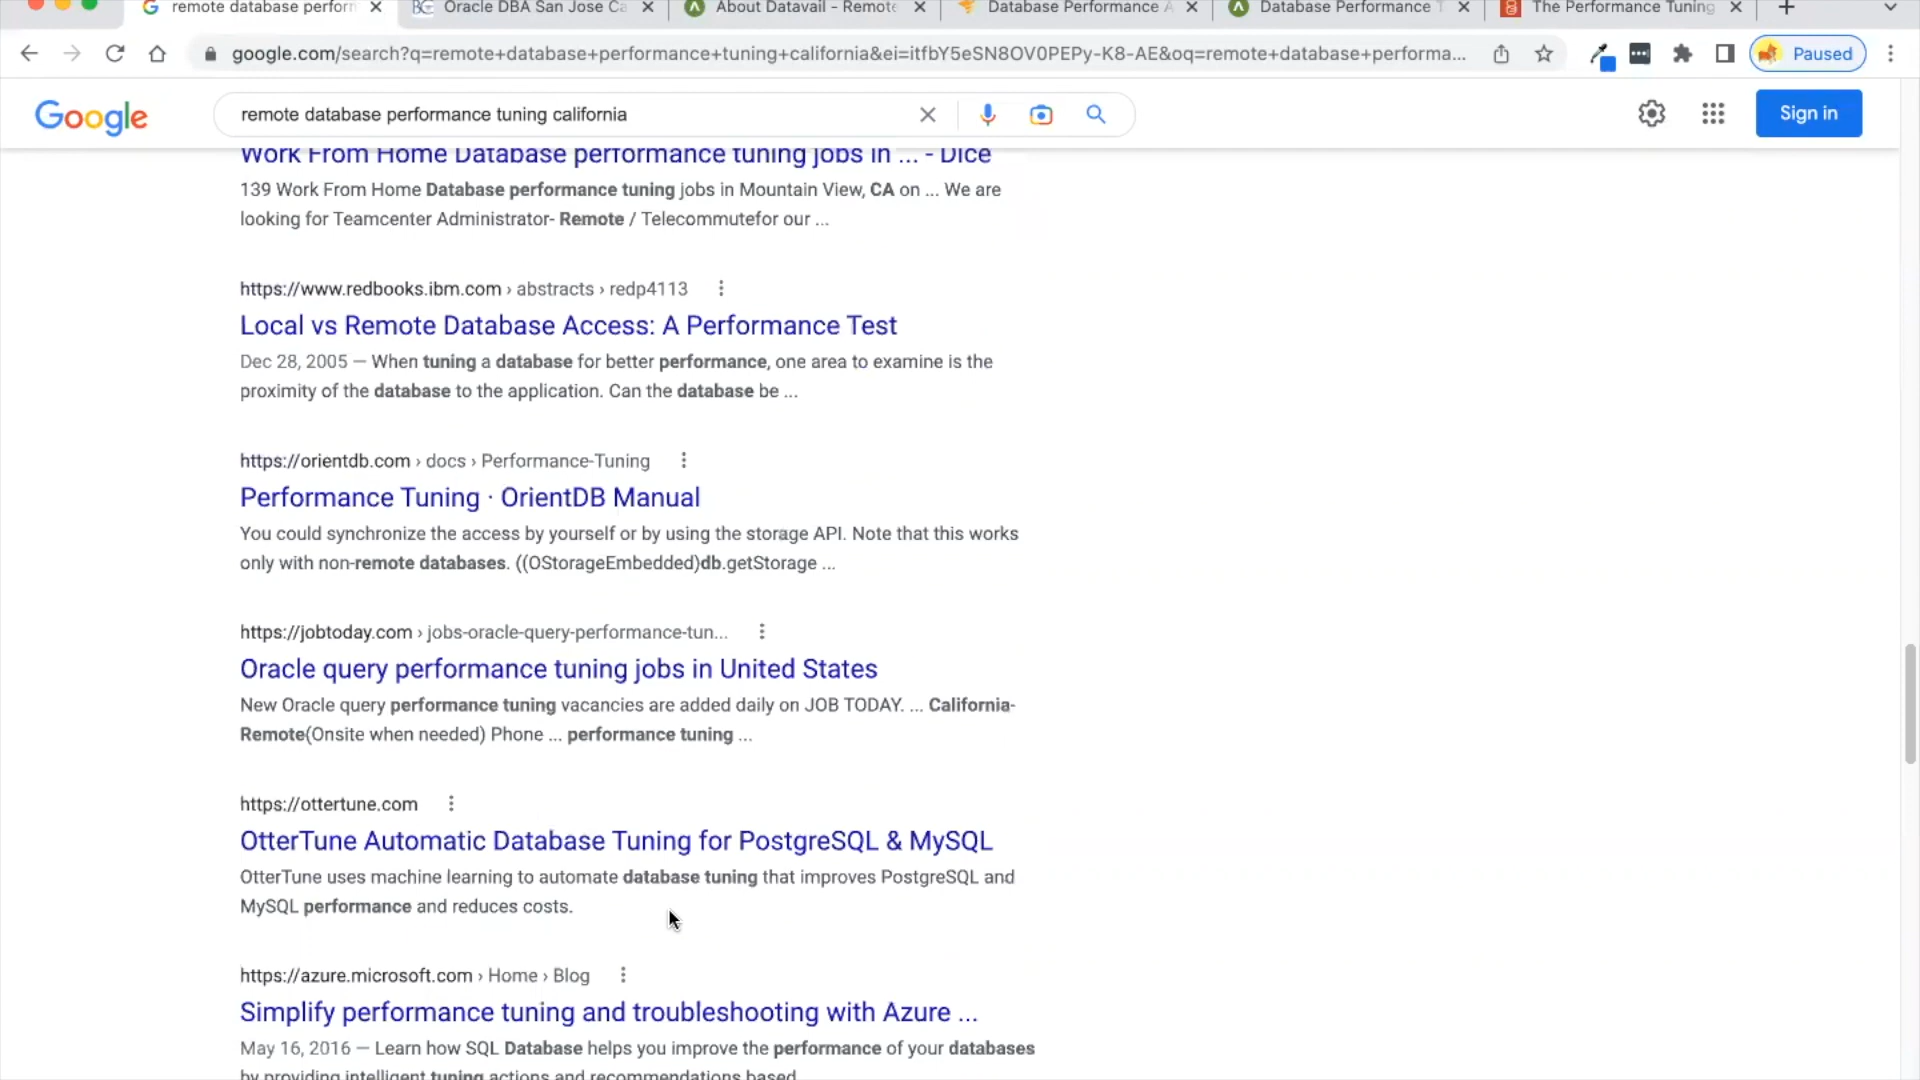 remote database perforn
Oracle DBA San Jose Ca
About Datavail - Remote
Database Performance A
Database Performance T
The Performance Tuning
google.com/search?q=remote+database+performance+tuning+california&ei=itfbY5eSN8OV0PEPy-K8-AE&oq=remote+database+performa...
Paused
Google
remote database performance tuning california
Sign in
Work From Home Database performance tuning jobs in ... - Dice
139 Work From Home Database performance tuning jobs in Mountain View, CA on ... We are
looking for Teamcenter Administrator- Remote / Telecommutefor our ...
https://www.redbooks.ibm.com › abstracts › redp4113
Local vs Remote Database Access: A Performance Test
Dec 28, 2005 — When tuning a database for better performance, one area to examine is the
proximity of the database to the application. Can the database be ...
https://orientdb.com › docs › Performance-Tuning
Performance Tuning · OrientDB Manual
You could synchronize the access by yourself or by using the storage API. Note that this works
only with non-remote databases. ((OStorageEmbedded)db.getStorage ...
https://jobtoday.com › jobs-oracle-query-performance-tun...
Oracle query performance tuning jobs in United States
New Oracle query performance tuning vacancies are added daily on JOB TODAY. ... California-
Remote(Onsite when needed) Phone ... performance tuning ...
https://ottertune.com
OtterTune Automatic Database Tuning for PostgreSQL & MySQL
OtterTune uses machine learning to automate database tuning that improves PostgreSQL and
MySQL performance and reduces costs.
https://azure.microsoft.com › Home › Blog
Simplify performance tuning and troubleshooting with Azure ...
May 16, 2016 — Learn how SQL Database helps you improve the performance of your databases
by providing intelligent tuning actions and recommendations based